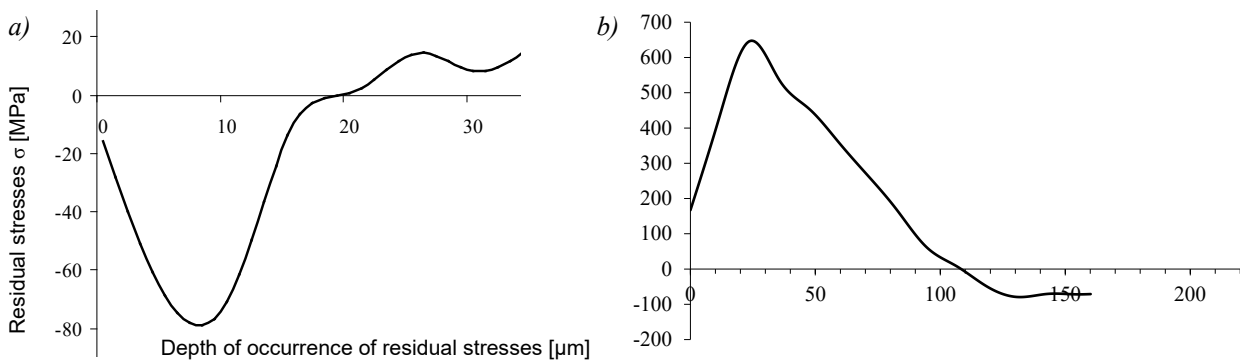 a)
Residual stresses σ [MPa]
20
0
-20
-40
-60
-80
0 10 20 30
Depth of occurrence of residual stresses [µm]
b)
700
600
500
400
300
200
100
0
-100
-200
0 50 100 150 200